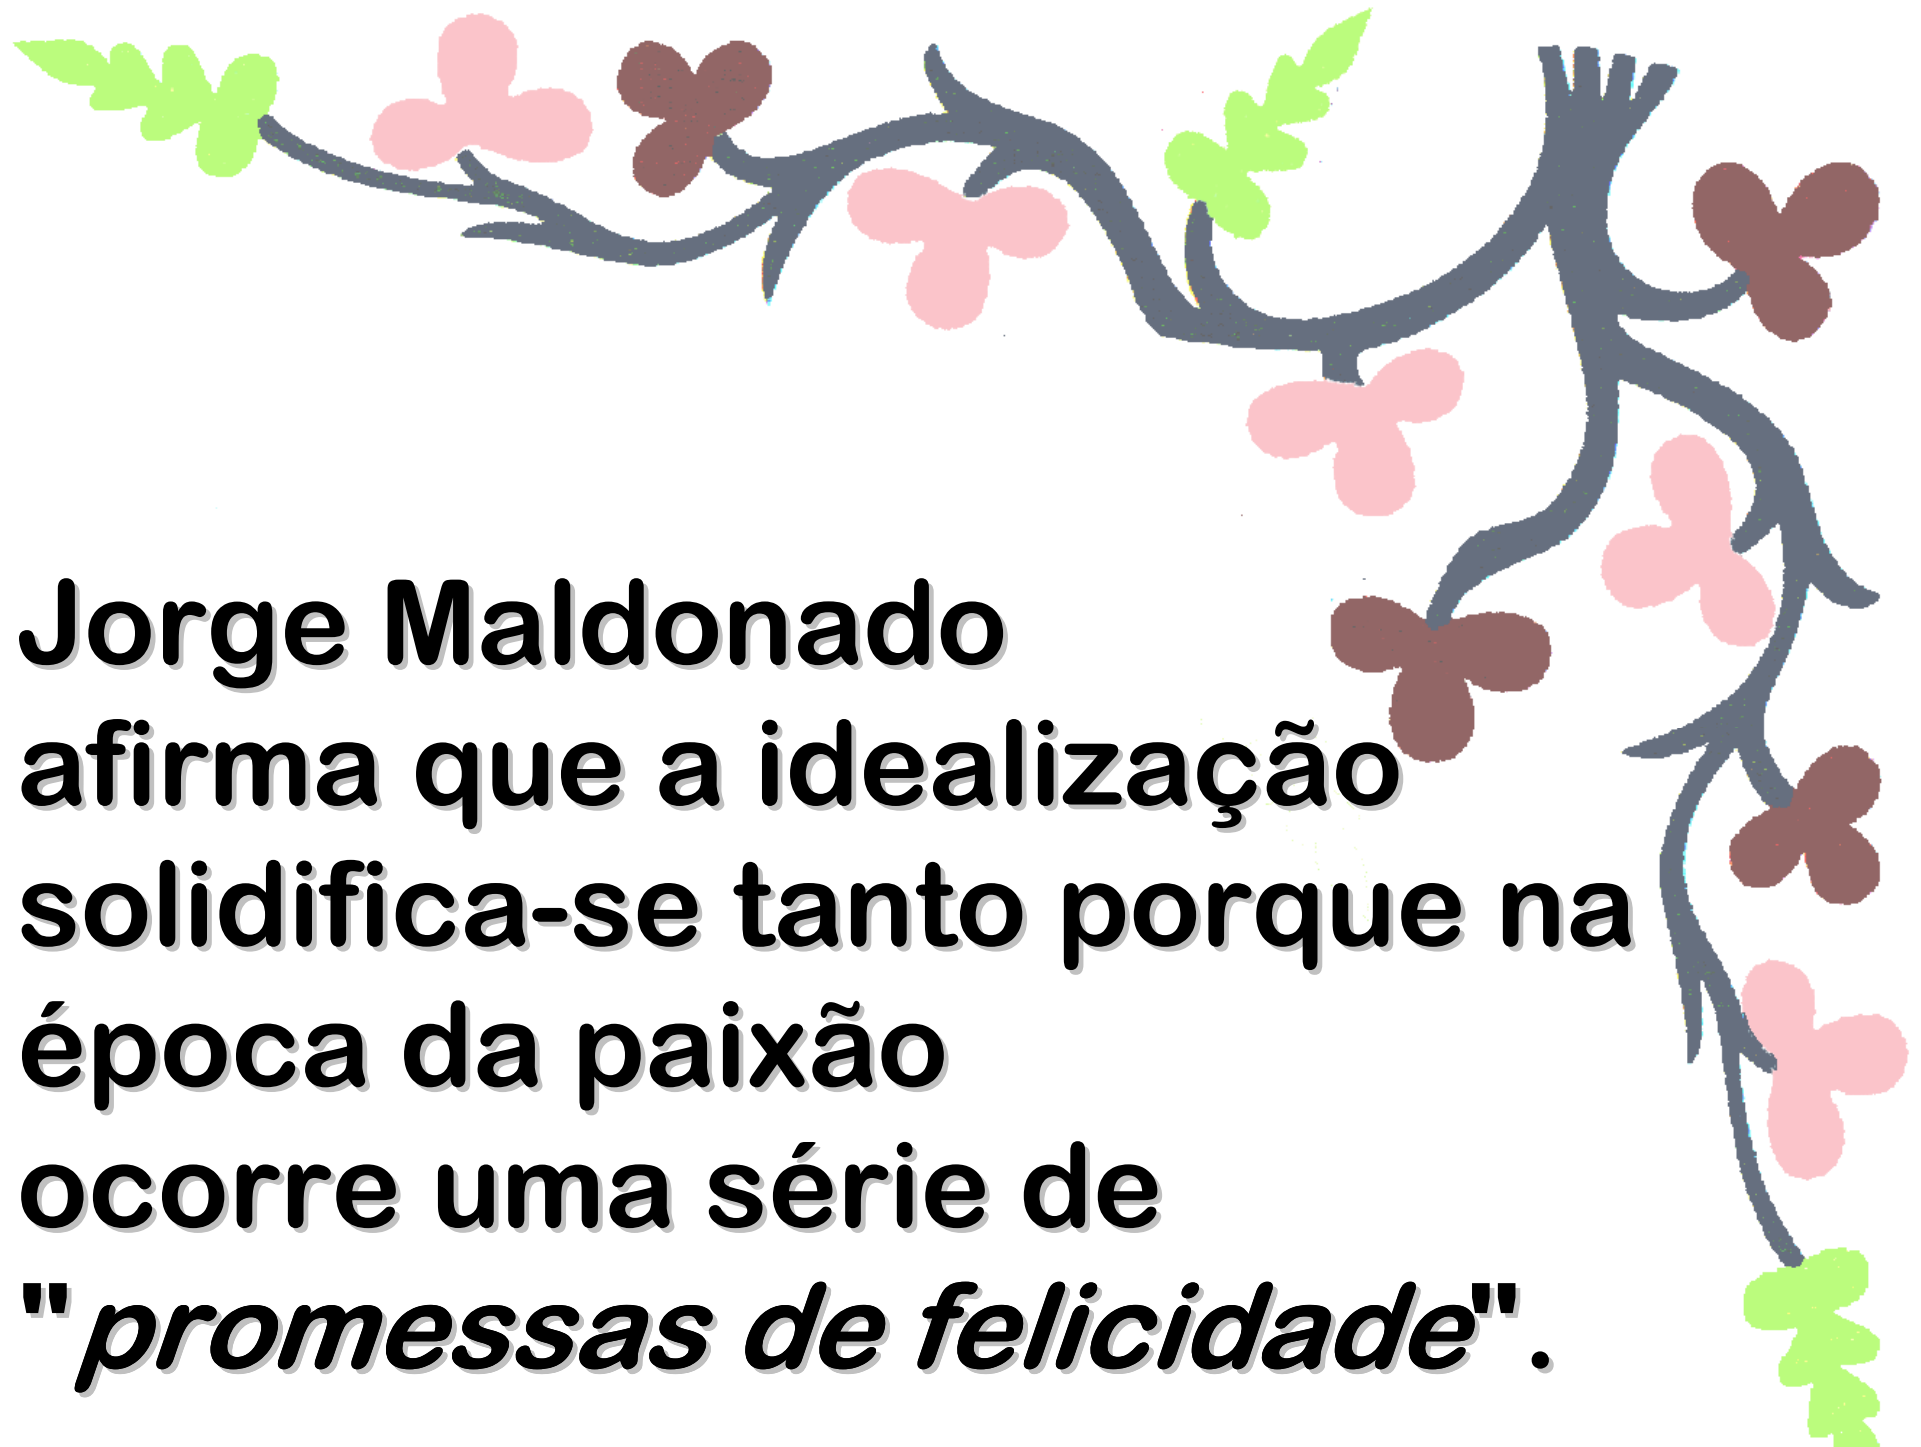 Jorge Maldonado
afirma que a idealização
solidifica-se tanto porque na
época da paixão
ocorre uma série de
"promessas de felicidade".